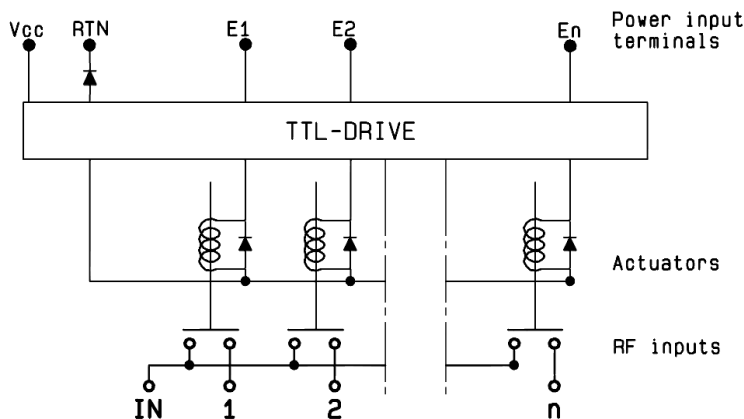 Vcc RTN E1 E2 En Power input
terminals
TTL-DRIVE
Actuators
RF inputs
IN 1 2 n